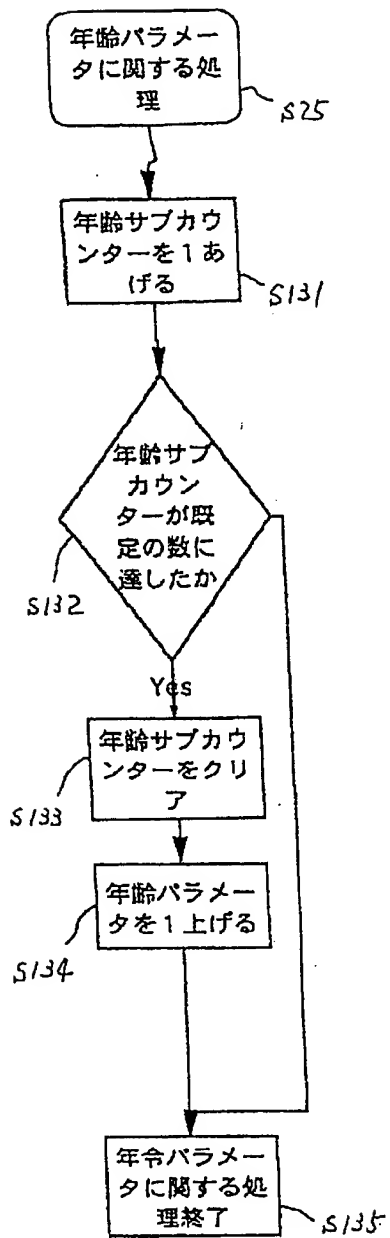 年齢パラメー
タに関する処
理
S25
年齢サブカウ
ンターを1あ
げる
S131
年齢サブ
カウン
ターが既
定の数に
達したか
S132
Yes
年齢サブカウ
ンターをクリ
ア
S133
年齢パラメー
タを1上げる
S134
年令パラメー
タに関する処
理終了
S135